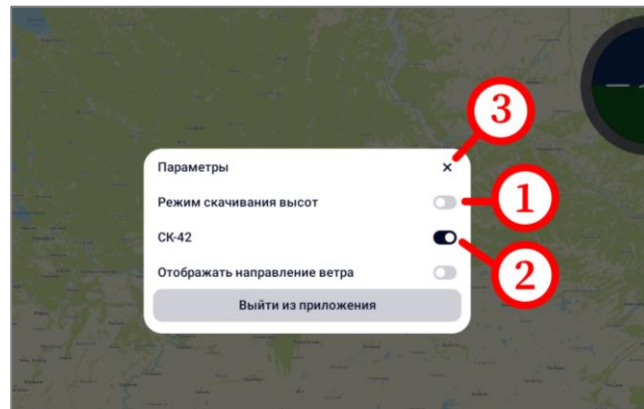 3
Параметры
×
Режим скачивания высот
1
СК-42
2
Отображать направление ветра
Выйти из приложения